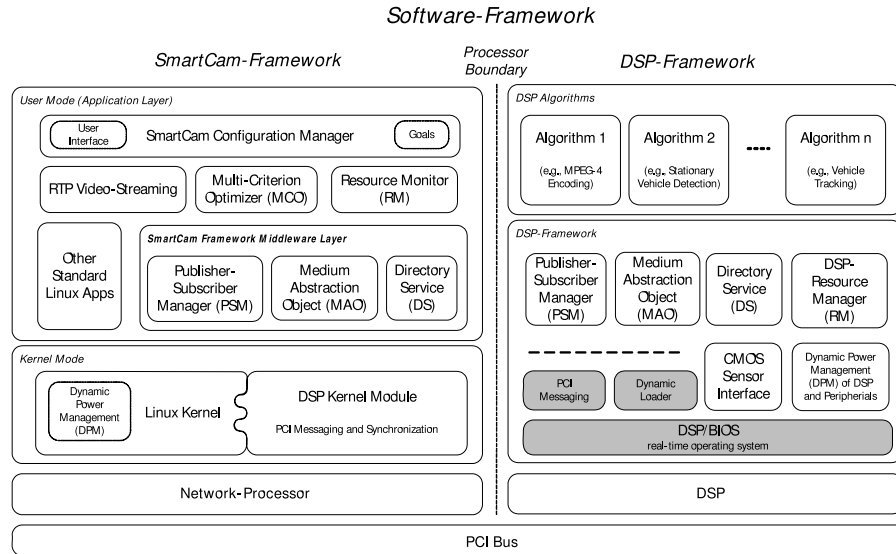 Software-Framework
SmartCam-Framework
Processor
Boundary
DSP-Framework
User Mode (Application Layer)
User
Interface
SmartCam Configuration Manager
Goals
RTP Video-Streaming
Multi-Criterion
Optimizer (MCO)
Resource Monitor
(RM)
Other
Standard
Linux Apps
SmartCam Framework Middleware Layer
Publisher-
Subscriber
Manager (PSM)
Medium
Abstraction
Object (MAO)
Directory
Service
(DS)
Kernel Mode
Dynamic
Power
Management
(DPM)
Linux Kernel
DSP Kernel Module
PCI Messaging and Synchronization
Network-Processor
DSP Algorithms
Algorithm 1
(e.g., MPEG-4
Encoding)
Algorithm 2
(e.g., Stationary
Vehicle Detection)
Algorithm n
(e.g., Vehicle
Tracking)
DSP-Framework
Publisher-
Subscriber
Manager
(PSM)
Medium
Abstraction
Object
(MAO)
Directory
Service
(DS)
DSP-
Resource
Manager
(RM)
PCI
Messaging
Dynamic
Loader
CMOS
Sensor
Interface
Dynamic Power
Management
(DPM) of DSP
and Peripherials
DSP/BIOS
real-time operating system
DSP
PCI Bus